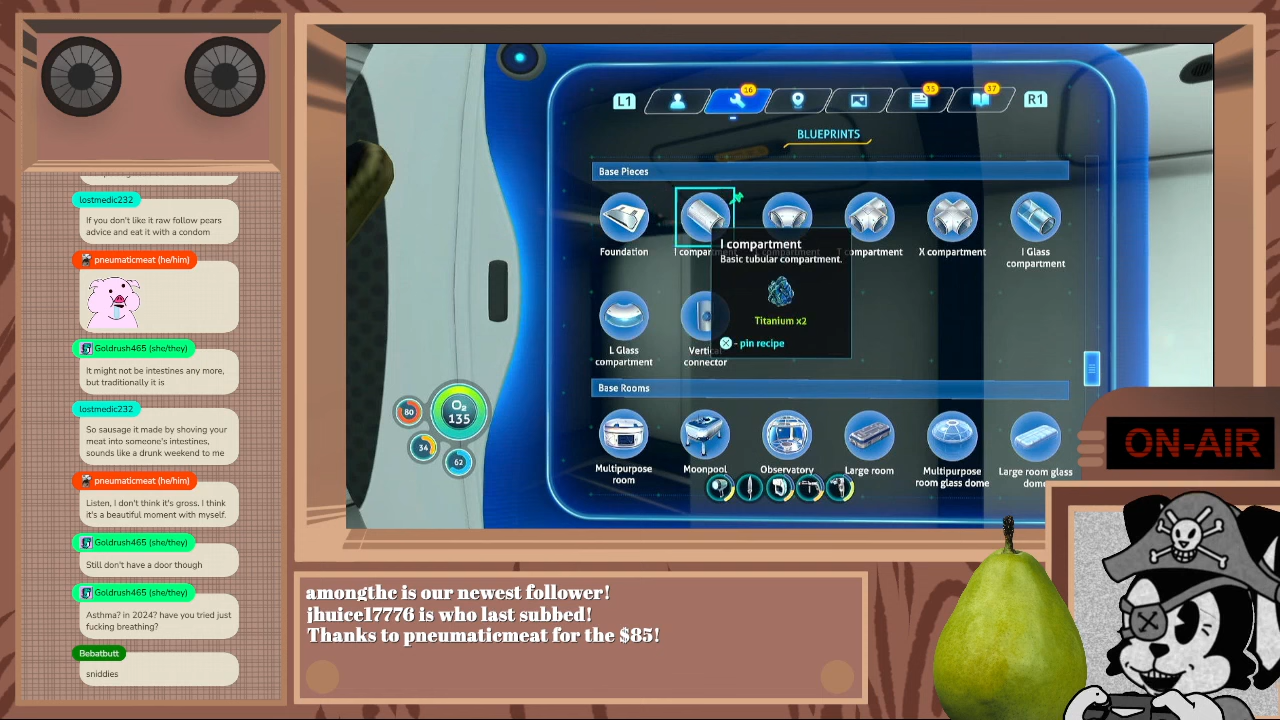 lostmedic232
If you don't like it raw follow pears
advice and eat it with a condom
pneumaticmeat (he/him)
Goldrush465 (she/they)
It might not be intestines any more,
but traditionally it is
lostmedic232
So sausage it made by shoving your
meat into someone's intestines,
sounds like a drunk weekend to me
pneumaticmeat (he/him)
Listen, I don't think it's gross. I think
it's a beautiful moment with myself.
Goldrush465 (she/they)
Still don't have a door though
Goldrush465 (she/they)
Asthma? in 2024? have you tried just
fucking breathing?
Bebatbutt
sniddies
L1
16
35
37
R1
BLUEPRINTS
Base Pieces
Foundation
I compar
compartment
X compartment
I Glass
compartment
I compartment
Basic tubular compartment.
Titanium x2
- pin recipe
L Glass
compartment
Verti
connector
Base Rooms
Multipurpose
room
Moonpool
Observatory
Large room
Multipurpose
room glass dome
Large room glass
dome
80
O₂
135
34
62
ON-AIR
amongthc is our newest follower!
jhuice17776 is who last subbed!
Thanks to pneumaticmeat for the $85!